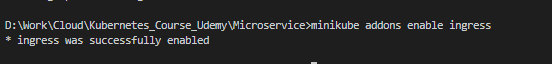 D:\Work\Cloud\Kubernetes_Course_Udemy\Microservice>minikube addons enable ingress
* ingress was successfully enabled